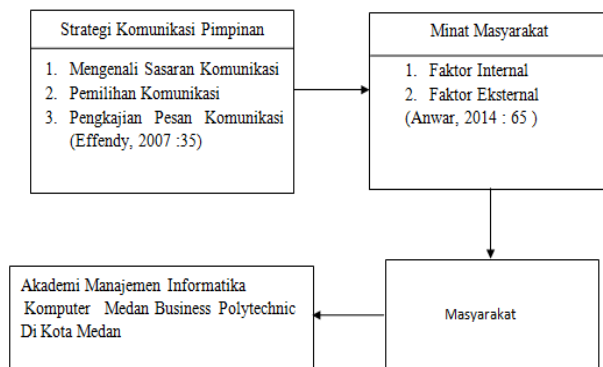 Strategi Komunikasi Pimpinan
1. Mengenali Sasaran Komunikasi
2. Pemilihan Komunikasi
3. Pengkajian Pesan Komunikasi
(Effendy, 2007 :35)
Minat Masyarakat
1. Faktor Internal
2. Faktor Eksternal
(Anwar, 2014 : 65 )
Masyarakat
Akademi Manajemen Informatika
Komputer Medan Business Polytechnic
Di Kota Medan